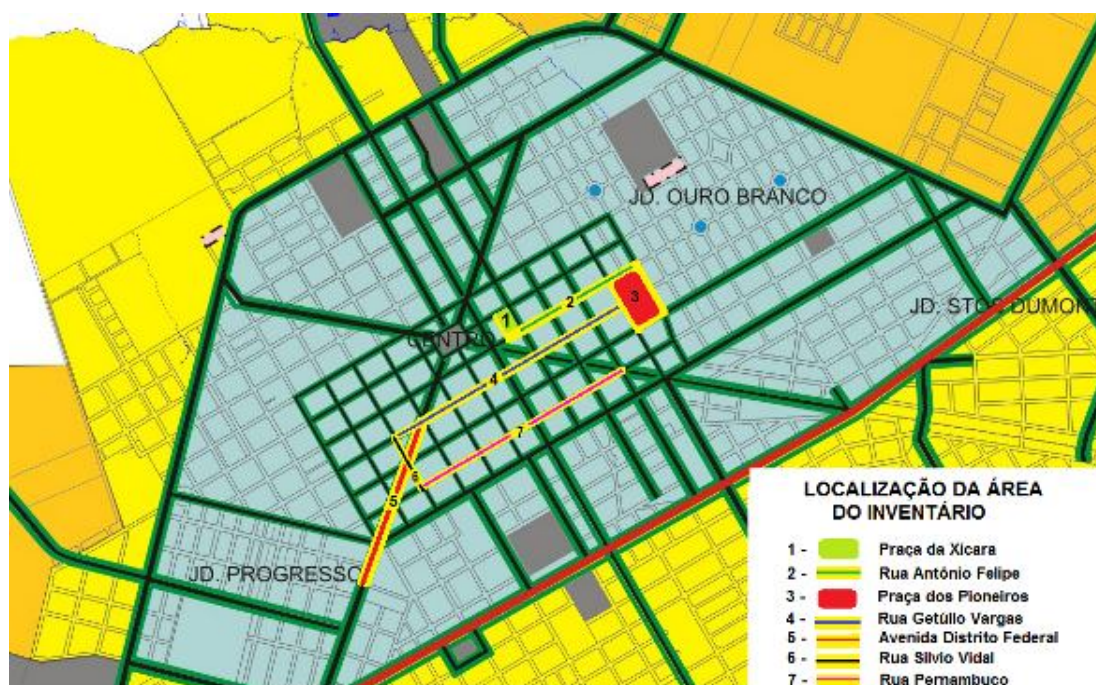 JD. OURO BRANCO
3
2
JD. STOS DUMONT
1
CENTRO
4
7
6
5
JD. PROGRESSO
LOCALIZAÇÃO DA ÁREA
DO INVENTÁRIO
1 - Praça da Xícara
2 - Rua Antônio Felipe
3 - Praça dos Pioneiros
4 - Rua Getúlio Vargas
5 - Avenida Distrito Federal
6 - Rua Silvio Vidal
7 - Rua Pernambuco